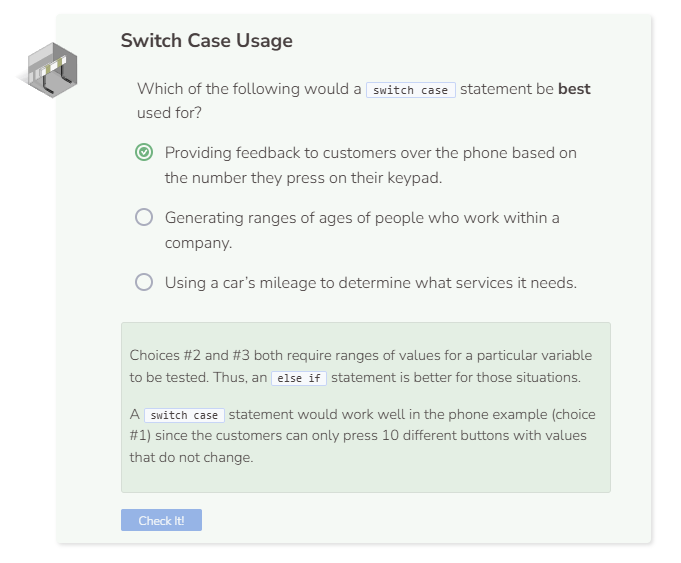 Switch Case Usage
Which of the following would a switch case statement be best
used for?
Providing feedback to customers over the phone based on
the number they press on their keypad.
Generating ranges of ages of people who work within a
company.
Using a car’s mileage to determine what services it needs.
Choices #2 and #3 both require ranges of values for a particular variable
to be tested. Thus, an else if statement is better for those situations.
A switch case statement would work well in the phone example (choice
#1) since the customers can only press 10 different buttons with values
that do not change.
Check It!